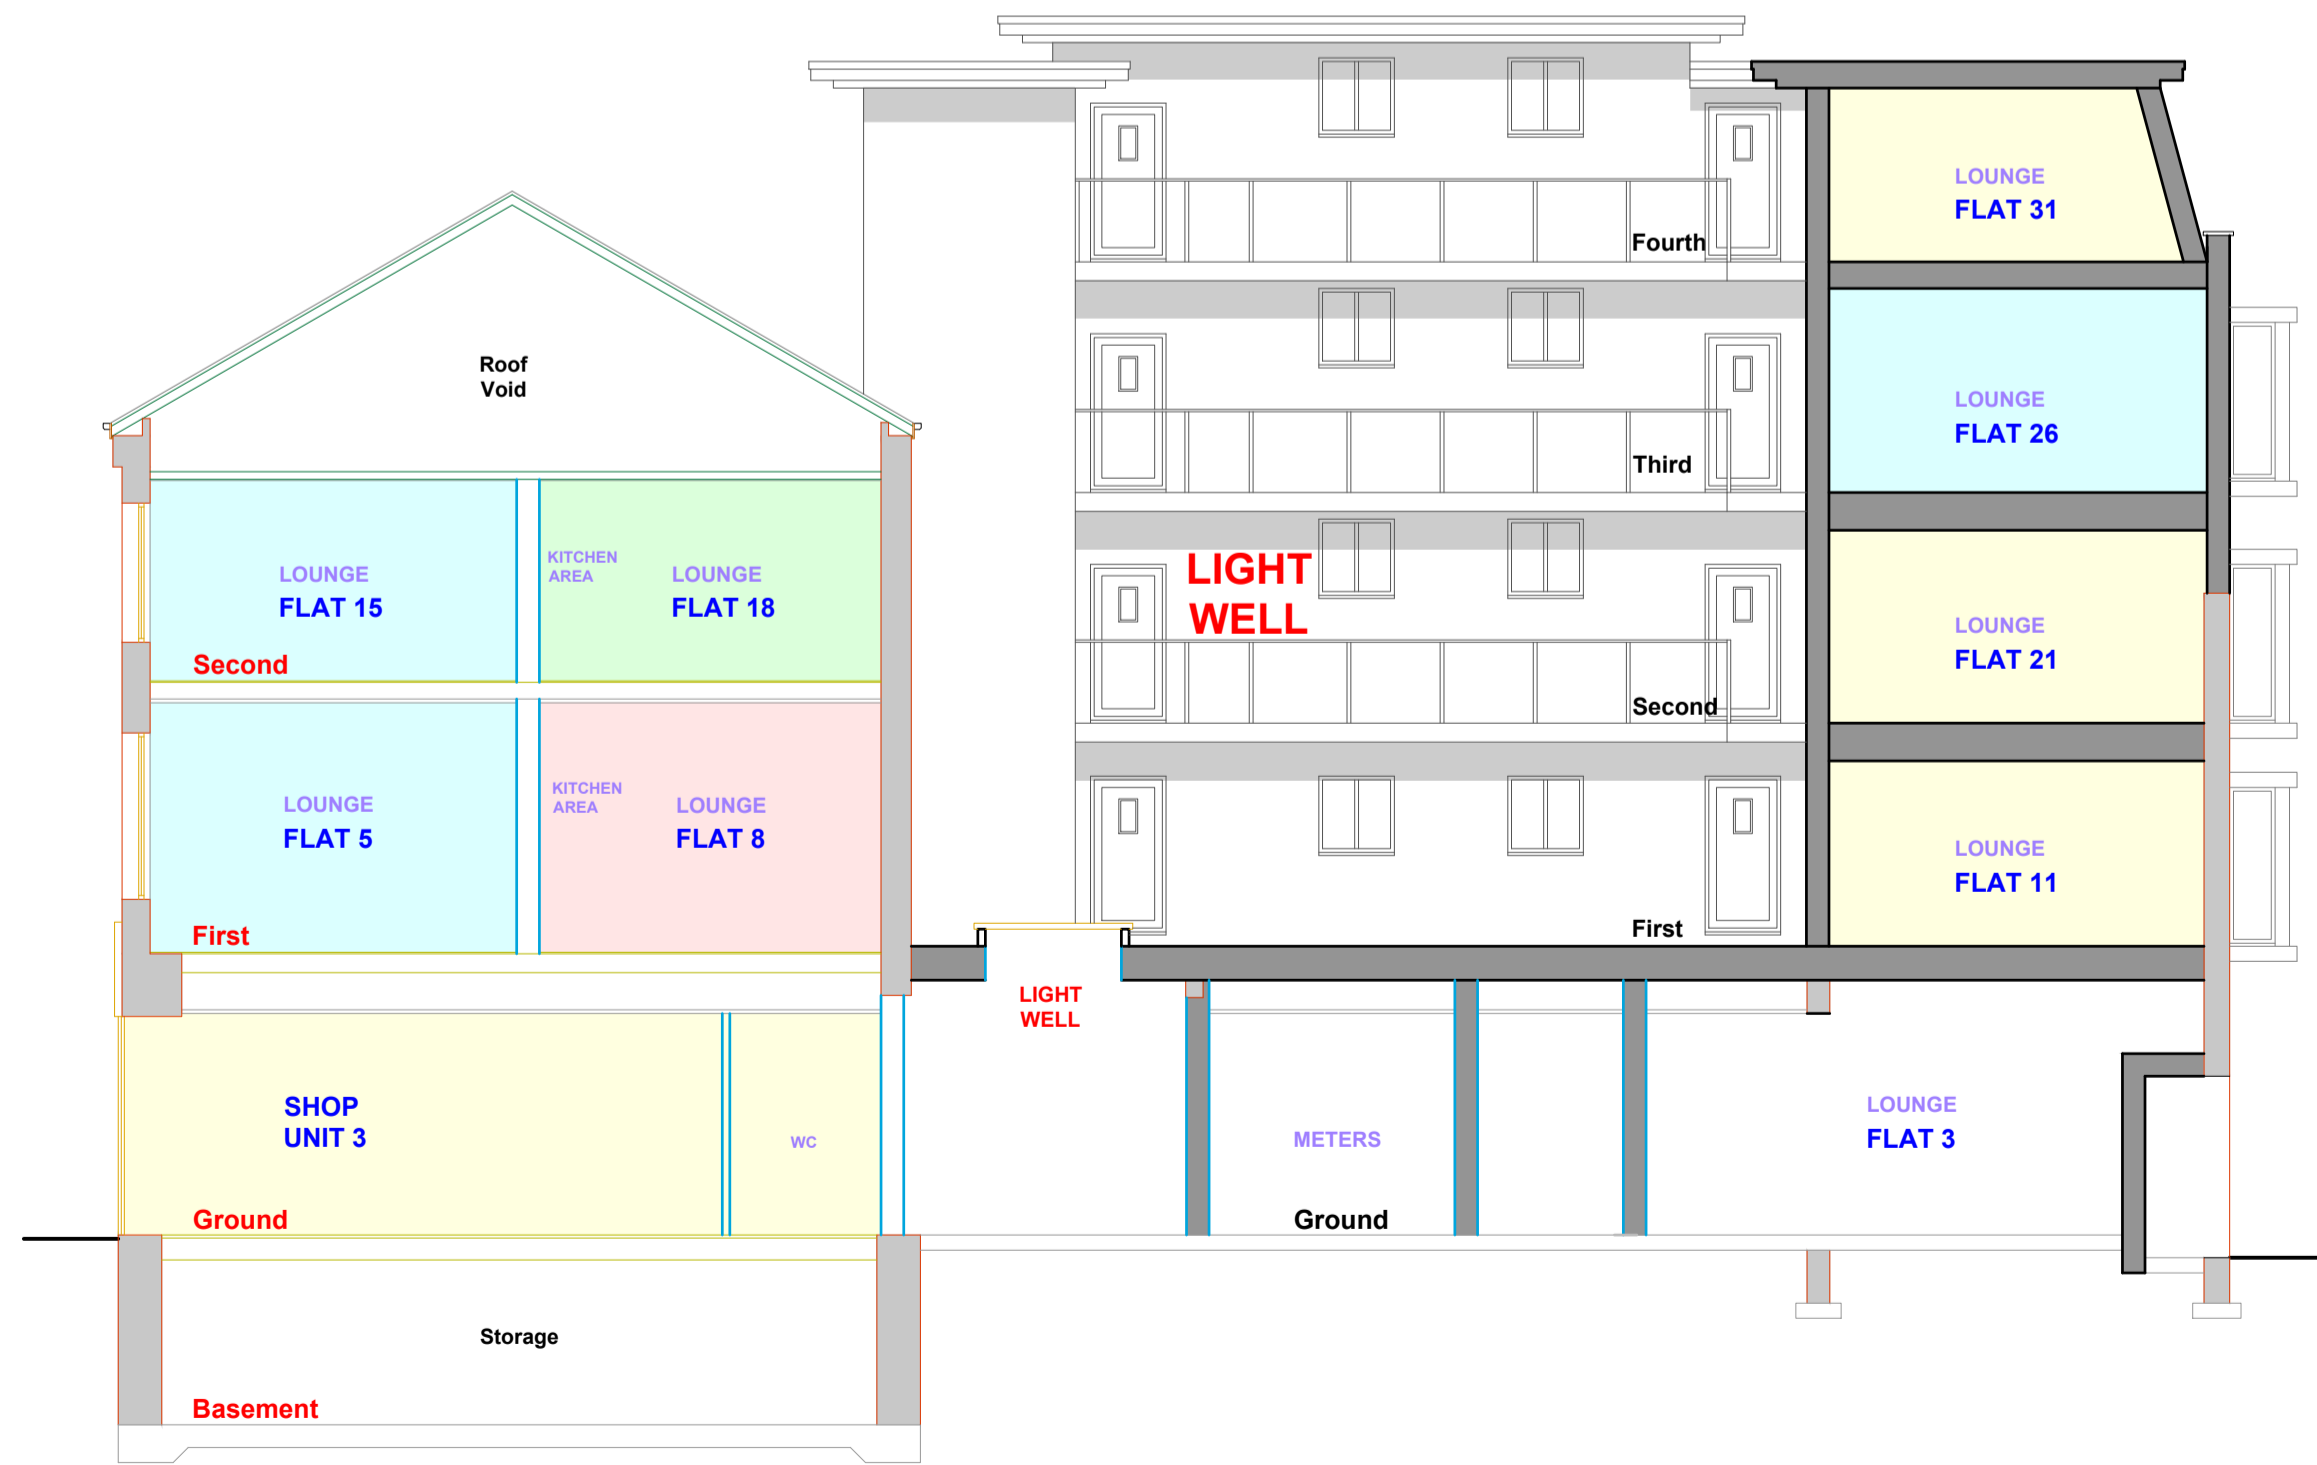 LOUNGE
FLAT 31
Fourth
Roof
Void
LOUNGE
FLAT 26
Third
KITCHEN
AREA
LOUNGE
FLAT 15
LOUNGE
FLAT 18
Second
LIGHT
WELL
LOUNGE
FLAT 21
Second
KITCHEN
AREA
LOUNGE
FLAT 5
LOUNGE
FLAT 8
First
LOUNGE
FLAT 11
First
LIGHT
WELL
SHOP
UNIT 3
WC
METERS
LOUNGE
FLAT 3
Ground
Ground
Storage
Basement